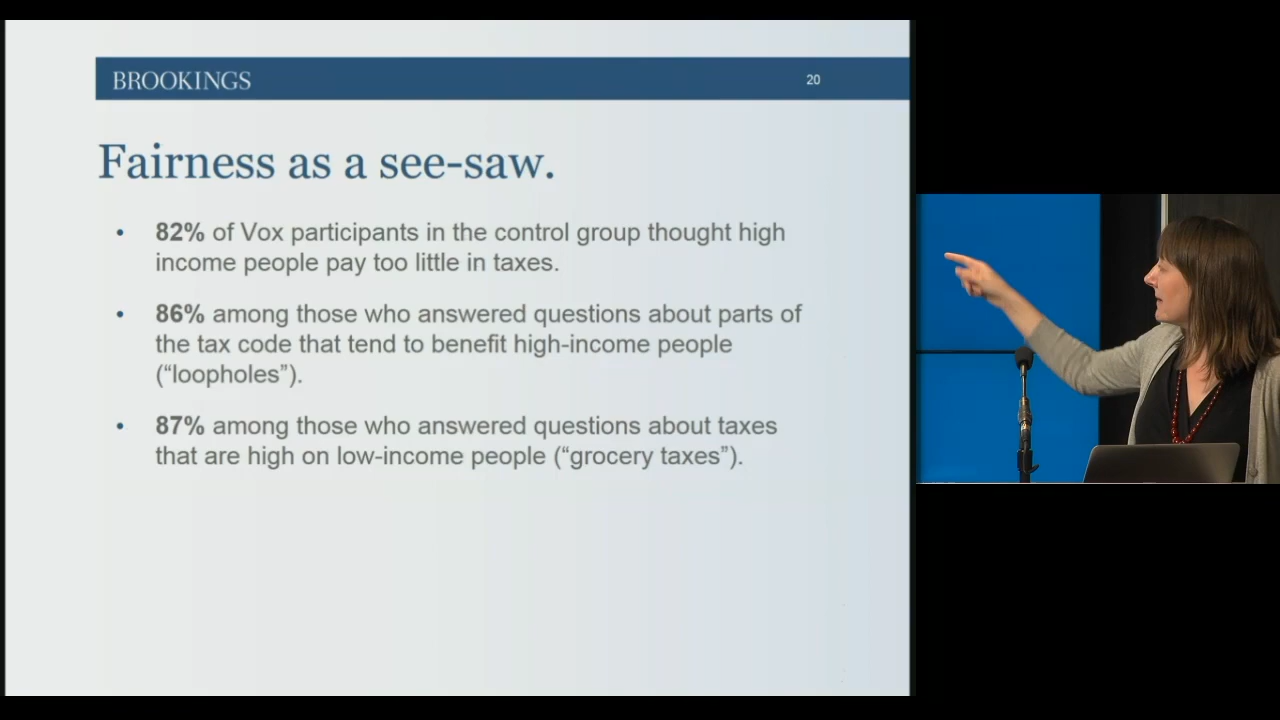 BROOKINGS
20
Fairness as a see-saw.
• 82% of Vox participants in the control group thought high
income people pay too little in taxes.
• 86% among those who answered questions about parts of
the tax code that tend to benefit high-income people
(“loopholes”).
• 87% among those who answered questions about taxes
that are high on low-income people (“grocery taxes”).